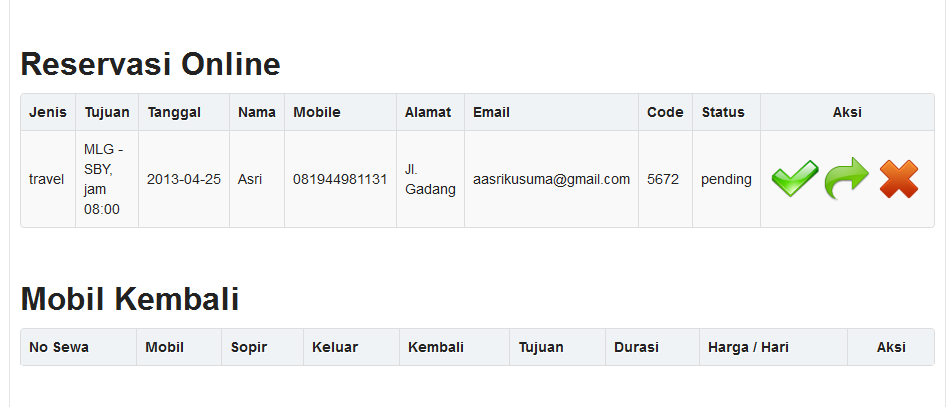 Reservasi Online
Jenis Tujuan Tanggal Nama Mobile Alamat Email Code Status Aksi
travel MLG - SBY, jam 08:00 2013-04-25 Asri 081944981131 Jl. Gadang aasrikusuma@gmail.com 5672 pending
Mobil Kembali
No Sewa Mobil Sopir Keluar Kembali Tujuan Durasi Harga / Hari Aksi